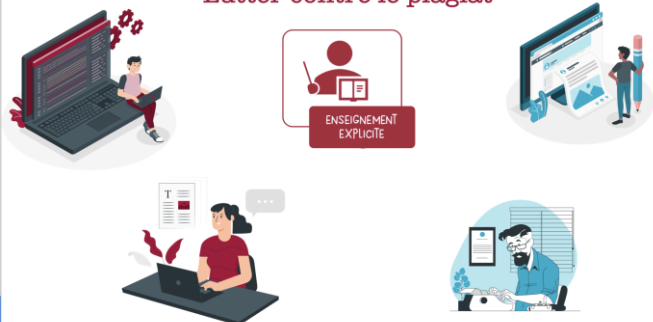 Lutter contre le plagiat
ENSEIGNEMENT
EXPLICITE
T
...